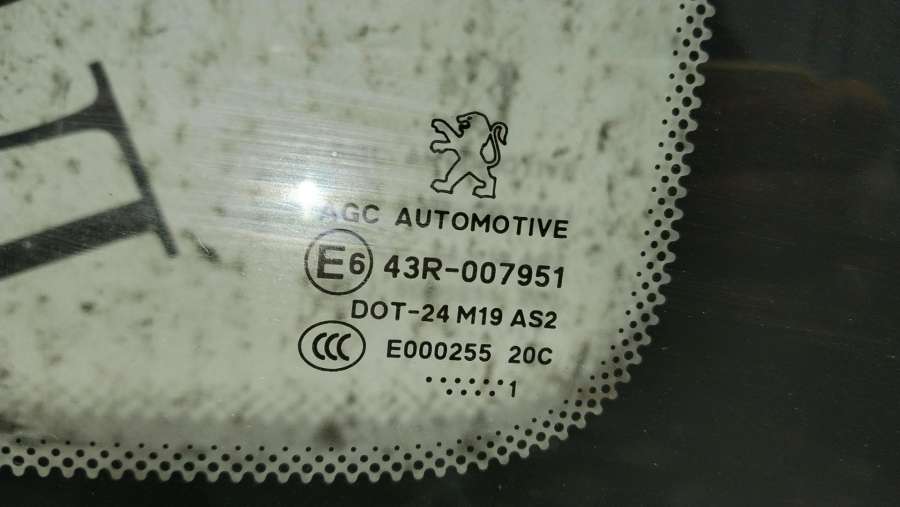 AGC AUTOMOTIVE
E6 43R-007951
DOT-24 M19 AS2
CCC E000255 20C
1